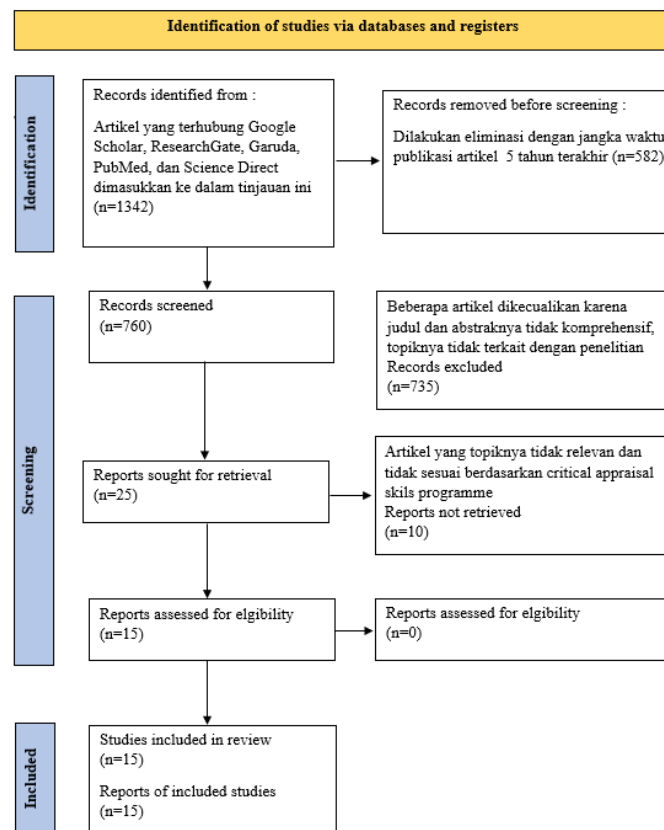 Identification of studies via databases and registers
Identification
Records identified from :
Artikel yang terhubung Google
Scholar, ResearchGate, Garuda,
PubMed, dan Science Direct
dimasukkan ke dalam tinjauan ini
(n=1342)
Records removed before screening :
Dilakukan eliminasi dengan jangka waktu
publikasi artikel 5 tahun terakhir (n=582)
Screening
Records screened
(n=760)
Beberapa artikel dikecualikan karena
judul dan abstraknya tidak komprehensif,
topiknya tidak terkait dengan penelitian
Records excluded
(n=735)
Reports sought for retrieval
(n=25)
Artikel yang topiknya tidak relevan dan
tidak sesuai berdasarkan critical appraisal
skils programme
Reports not retrieved
(n=10)
Reports assessed for elgibility
(n=15)
Reports assessed for elgibility
(n=0)
Included
Studies included in review
(n=15)
Reports of included studies
(n=15)